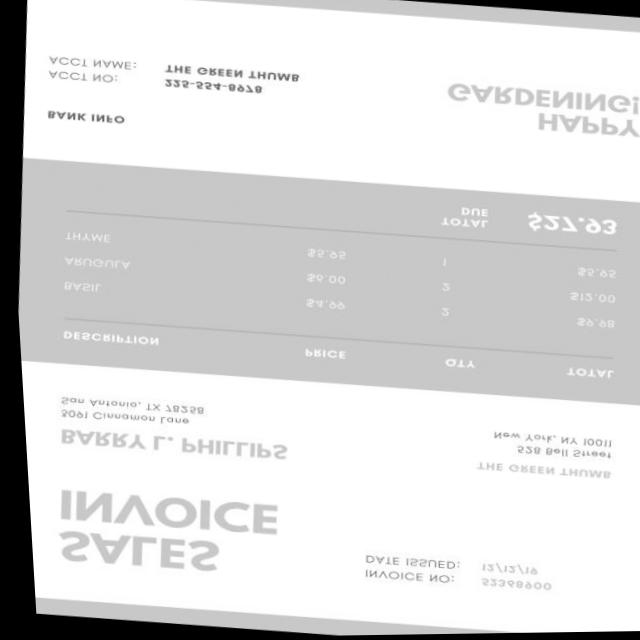 SALES
INVOICE
INVOICE NO: 52368900
DATE ISSUED: 12/12/19
BARRY L. PHILLIPS
3091 Cinnamon Lane
San Antonio, TX 78258
THE GREEN THUMB
528 Bell Street
New York, NY 10011
DESCRIPTION PRICE QTY TOTAL
BASIL $4.99 2 $9.98
ARUGULA $6.00 2 $12.00
THYME $5.95 1 $5.95
TOTAL
DUE
$27.93
BANK INFO
ACCT NO: 225-554-8978
ACCT NAME: THE GREEN THUMB
HAPPY
GARDENING!